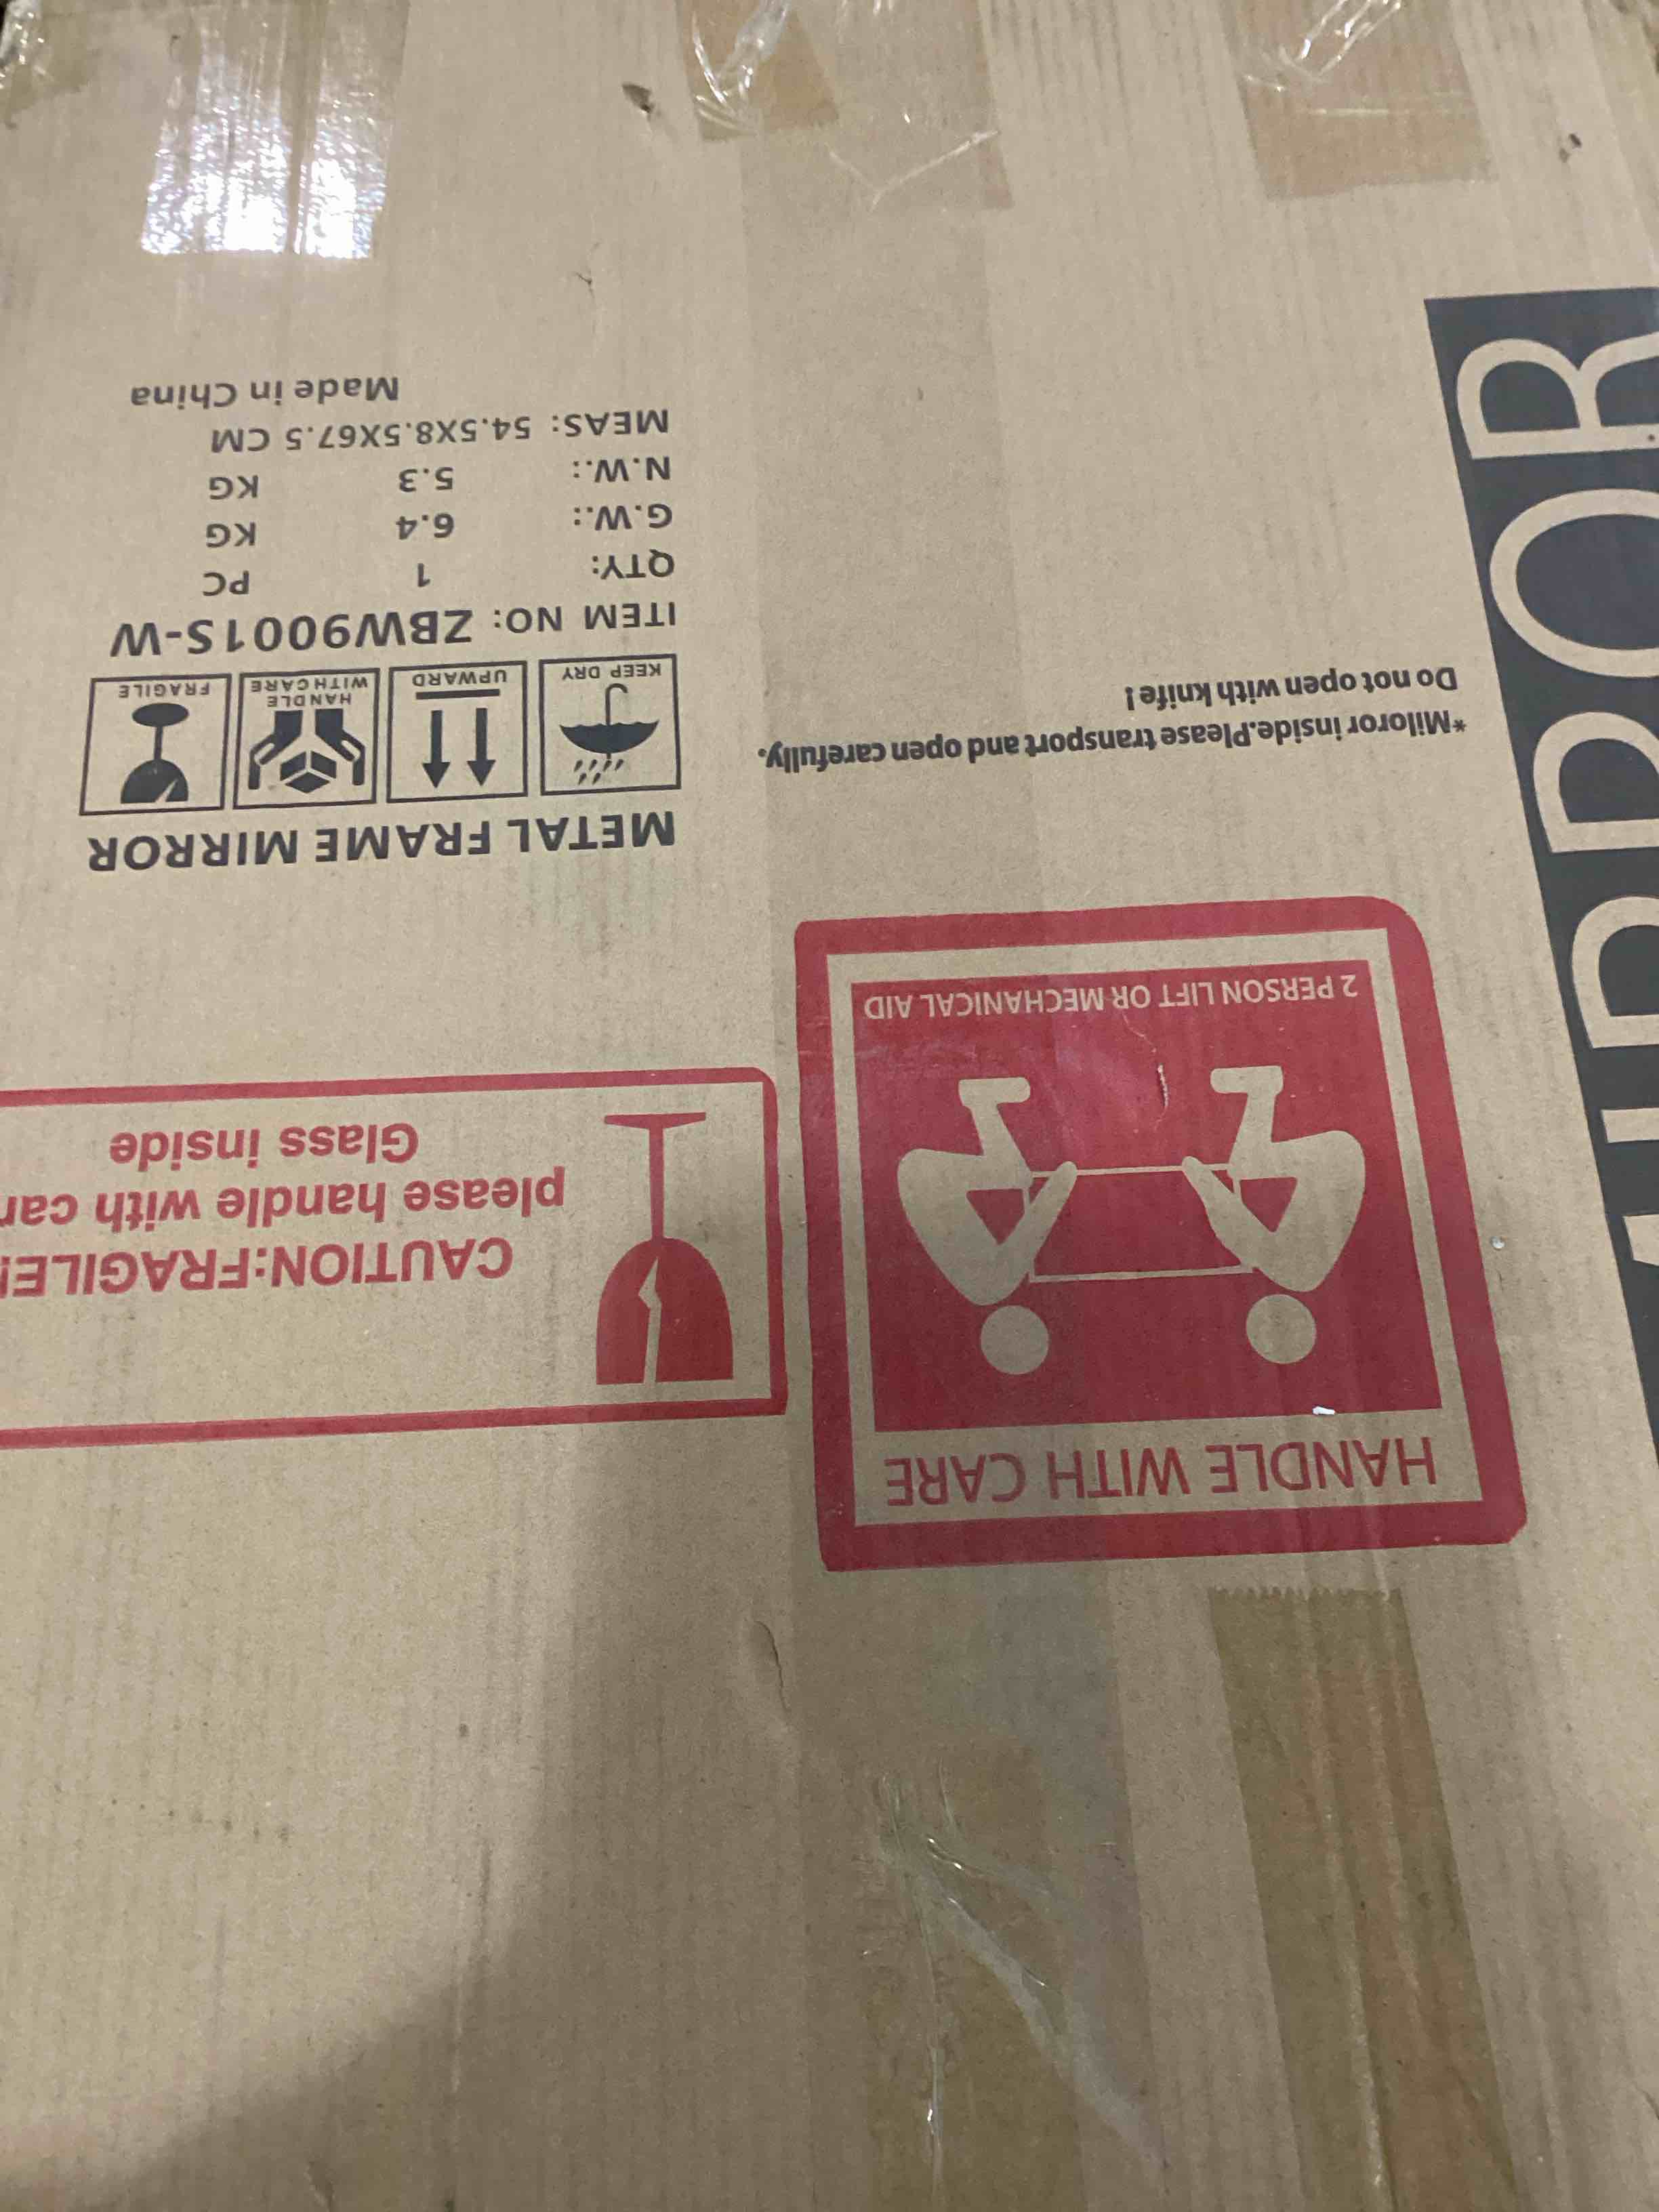 HANDLE WITH CARE
2 PERSON LIFT OR MECHANICAL AID
CAUTION:FRAGILE!
please handle with car
Glass inside
METAL FRAME MIRROR
KEEP DRY
UPWARD
HANDLE
WITH CARE
FRAGILE
*Miloror inside.Please transport and open carefully.
Do not open with knife!
ITEM NO: ZBW9001S-W
QTY: 1 PC
G.W.: 6.4 KG
N.W.: 5.3 KG
MEAS: 54.5X8.5X67.5 CM
Made in China